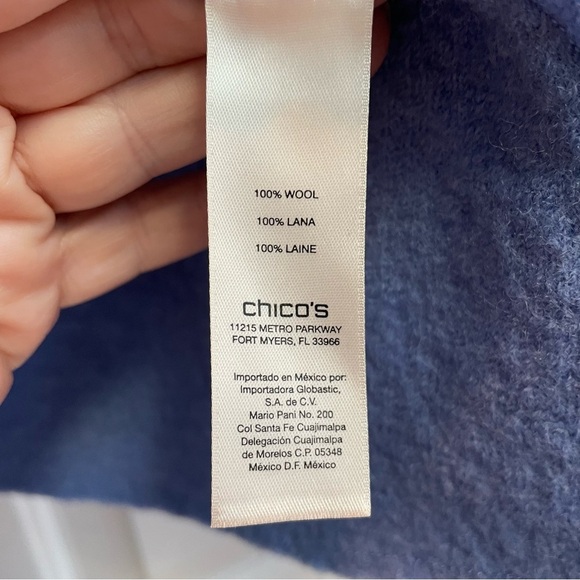 100% WOOL
100% LANA
100% LAINE
chico's
11215 METRO PARKWAY
FORT MYERS, FL 33966
Importado en México por:
Importadora Globastic,
S.A. de C.V.
Mario Pani No. 200
Col Santa Fe Cuajimalpa
Delegación Cuajimalpa
de Morelos C.P. 05348
México D.F. México